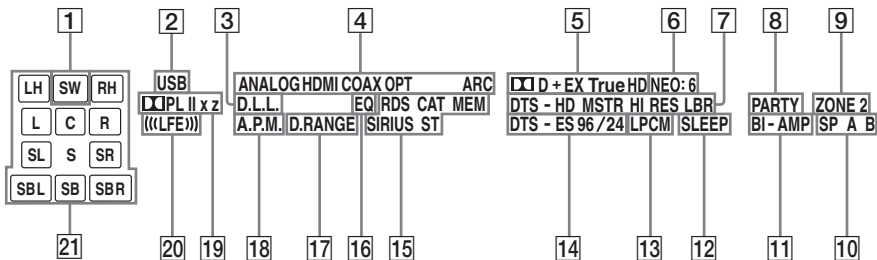 1 2 3 4 5 6 7 8 9
LH SW RH
L C R
SL S SR
SBL SB SBR
USB
PL II x z
(((LFE)))
ANALOG HDMI COAX OPT ARC
D.L.L. EQ RDS CAT MEM
A.P.M. D.RANGE SIRIUS ST
D + EX True HD NEO: 6
DTS - HD MSTR HI RES LBR
DTS - ES 96 / 24 LPCM SLEEP
PARTY ZONE 2
BI - AMP SP A B
21 20 19 18 17 16 15 14 13 12 11 10